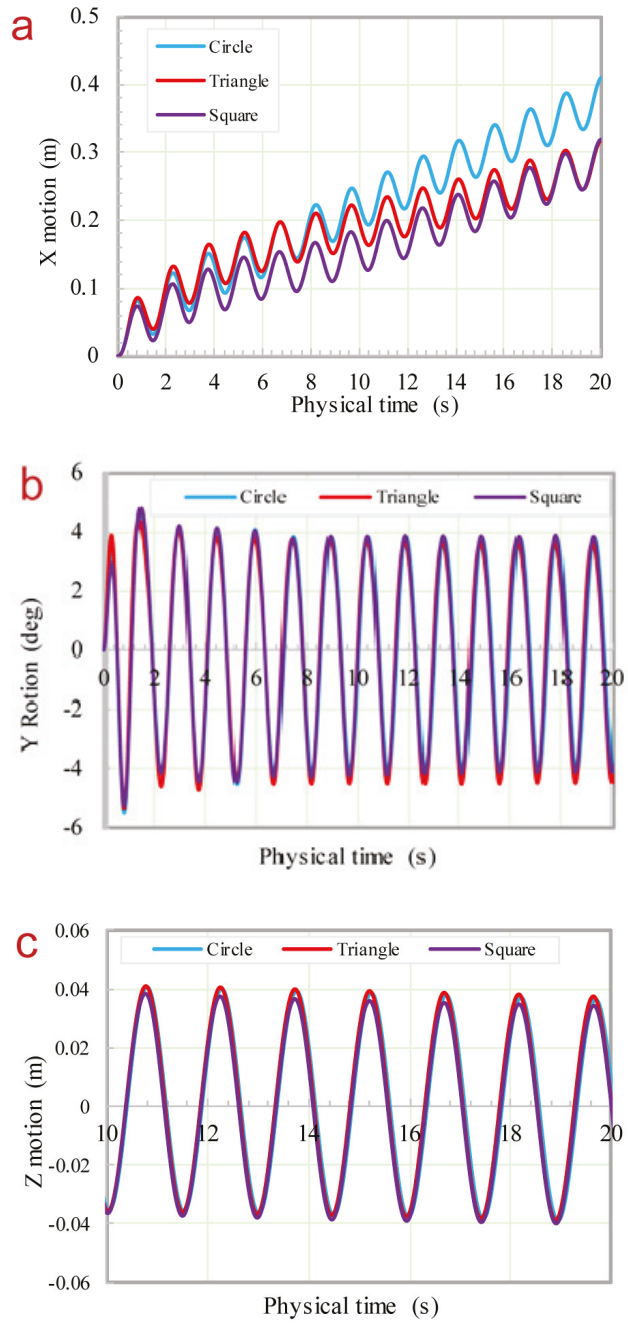 a
0.5
0.4
0.3
0.2
0.1
0
X motion (m)
Circle
Triangle
Square
0 2 4 6 8 10 12 14 16 18 20
Physical time (s)
b
6
4
2
0
-2
-4
-6
Y Rotion (deg)
Circle Triangle Square
0 2 4 6 8 10 12 14 16 18 20
Physical time (s)
c
0.06
0.04
0.02
0
-0.02
-0.04
-0.06
Z motion (m)
Circle Triangle Square
10 12 14 16 18 20
Physical time (s)